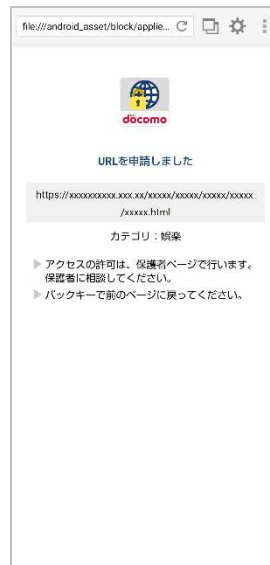 file:///android_asset/block/applie...
döcomo
URLを申請しました
https://xxxxxxxxxx.xxx.xx/xxxxx/xxxxx/xxxxx/xxxxx
/xxxxx.html
カテゴリ：娯楽
アクセスの許可は、保護者ページで行います。
保護者に相談してください。
バックキーで前のページに戻ってください。